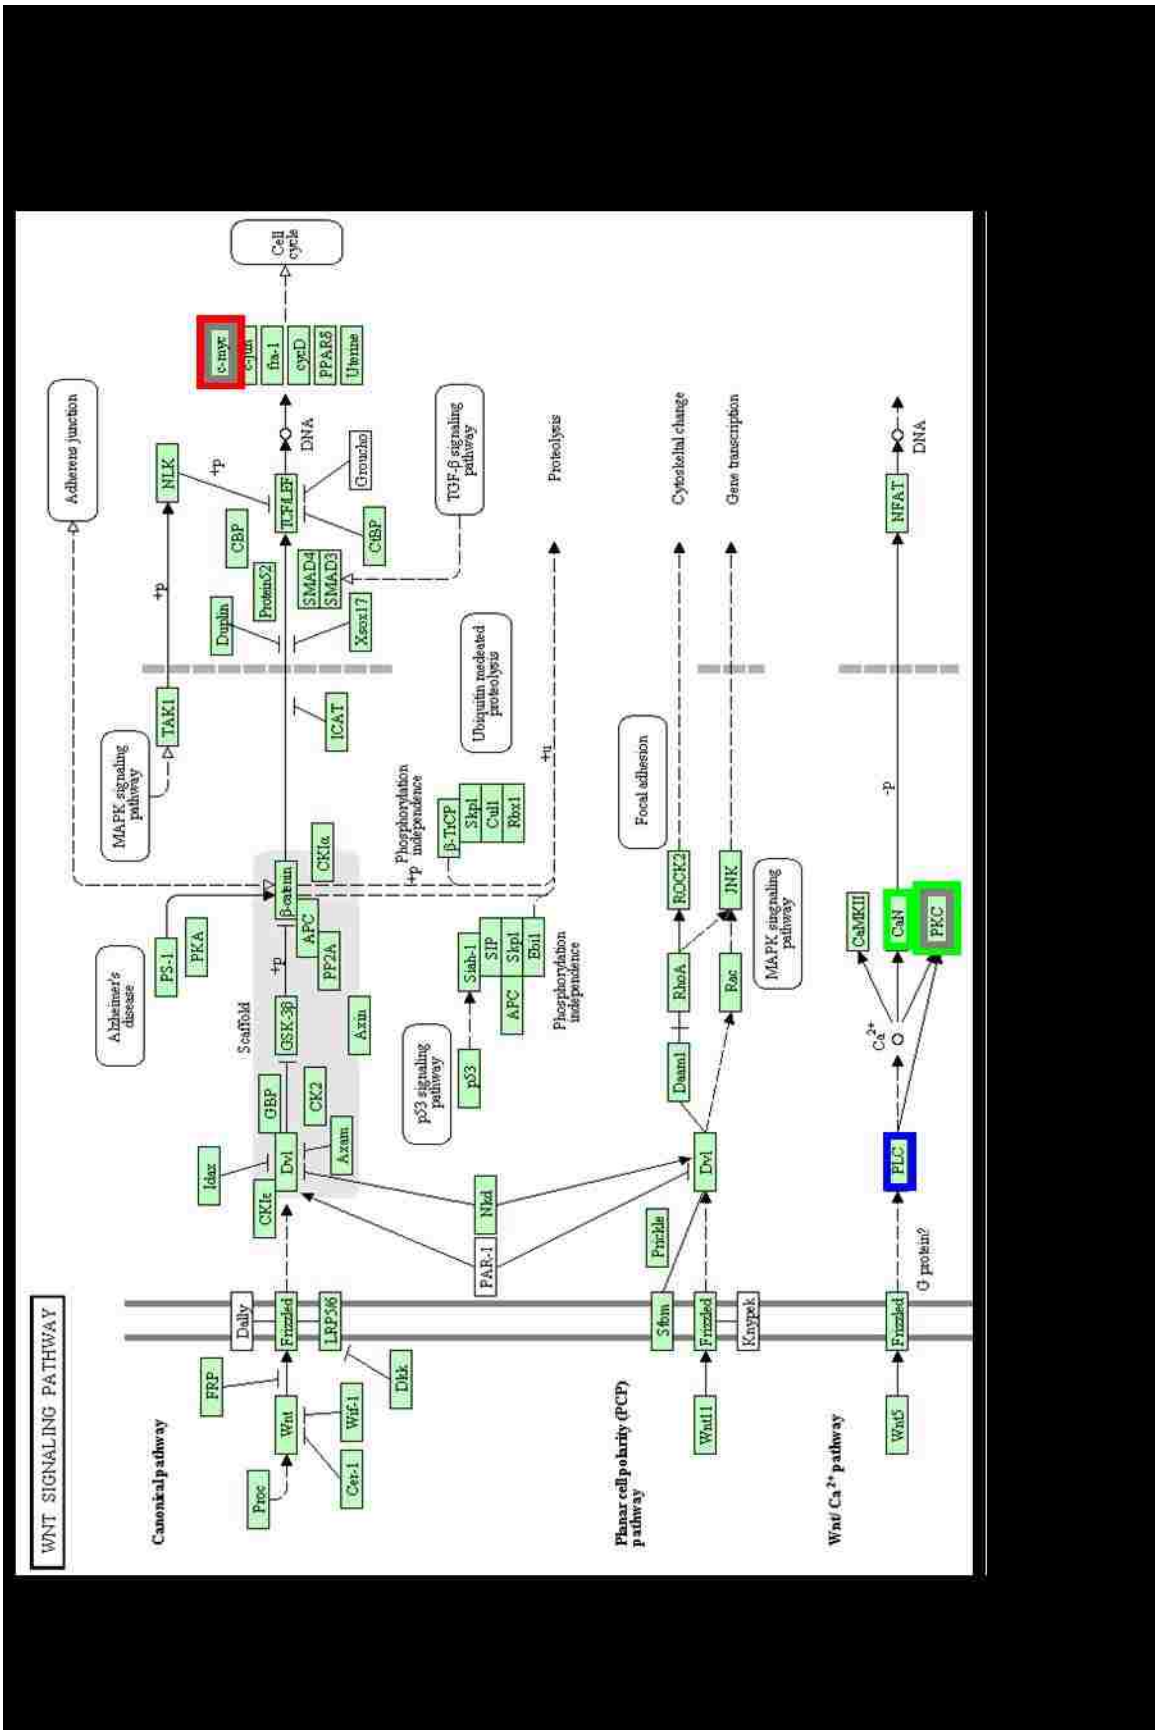 WNT SIGNALING PATHWAY
Canonical pathway
Proc
Cer-1
Wif-1
Wnt
FRP
Dkk
Dally
Frizzled
LRP5/6
Idax
CKIε
Dvl
Axam
GBP
CK2
Scaffold
GSK-3β
Axin
+p
APC
PP2A
β-catenin
CKIα
Alzheimer's
disease
PS-1
PKA
MAPK signaling
pathway
TAK1
+p
NLK
+p
Adherens junction
ICAT
Duplin
Xsox17
Protein52
SMAD4
SMAD3
CBP
TCF/LEF
CtBP
Groucho
DNA
c-myc
c-jun
fra-1
cycD
PPARδ
Uterine
Cell
cycle
TGF-β signaling
pathway
p53 signaling
pathway
p53
Siah-1
SIP
Skp1
APC
Ebi1
Phosphorylation
independence
+p
Phosphorylation
independence
β-TrCP
Skp1
Cul1
Rbx1
Ubiquitin medeated
proteolysis
+u
Proteolysis
PAR-1
Nkd
Planar cell polarity (PCP)
pathway
Wnt11
Stbm
Frizzled
Knypek
Prickle
Dvl
Daam1
RhoA
Rac
ROCK2
JNK
Focal adhesion
MAPK singnaling
pathway
Cytoskeltal change
Gene transcription
Wnt/ Ca2+ pathway
Wnt5
Frizzled
G protein?
PLC
Ca2+
CaMKII
CaN
PKC
-p
NFAT
DNA